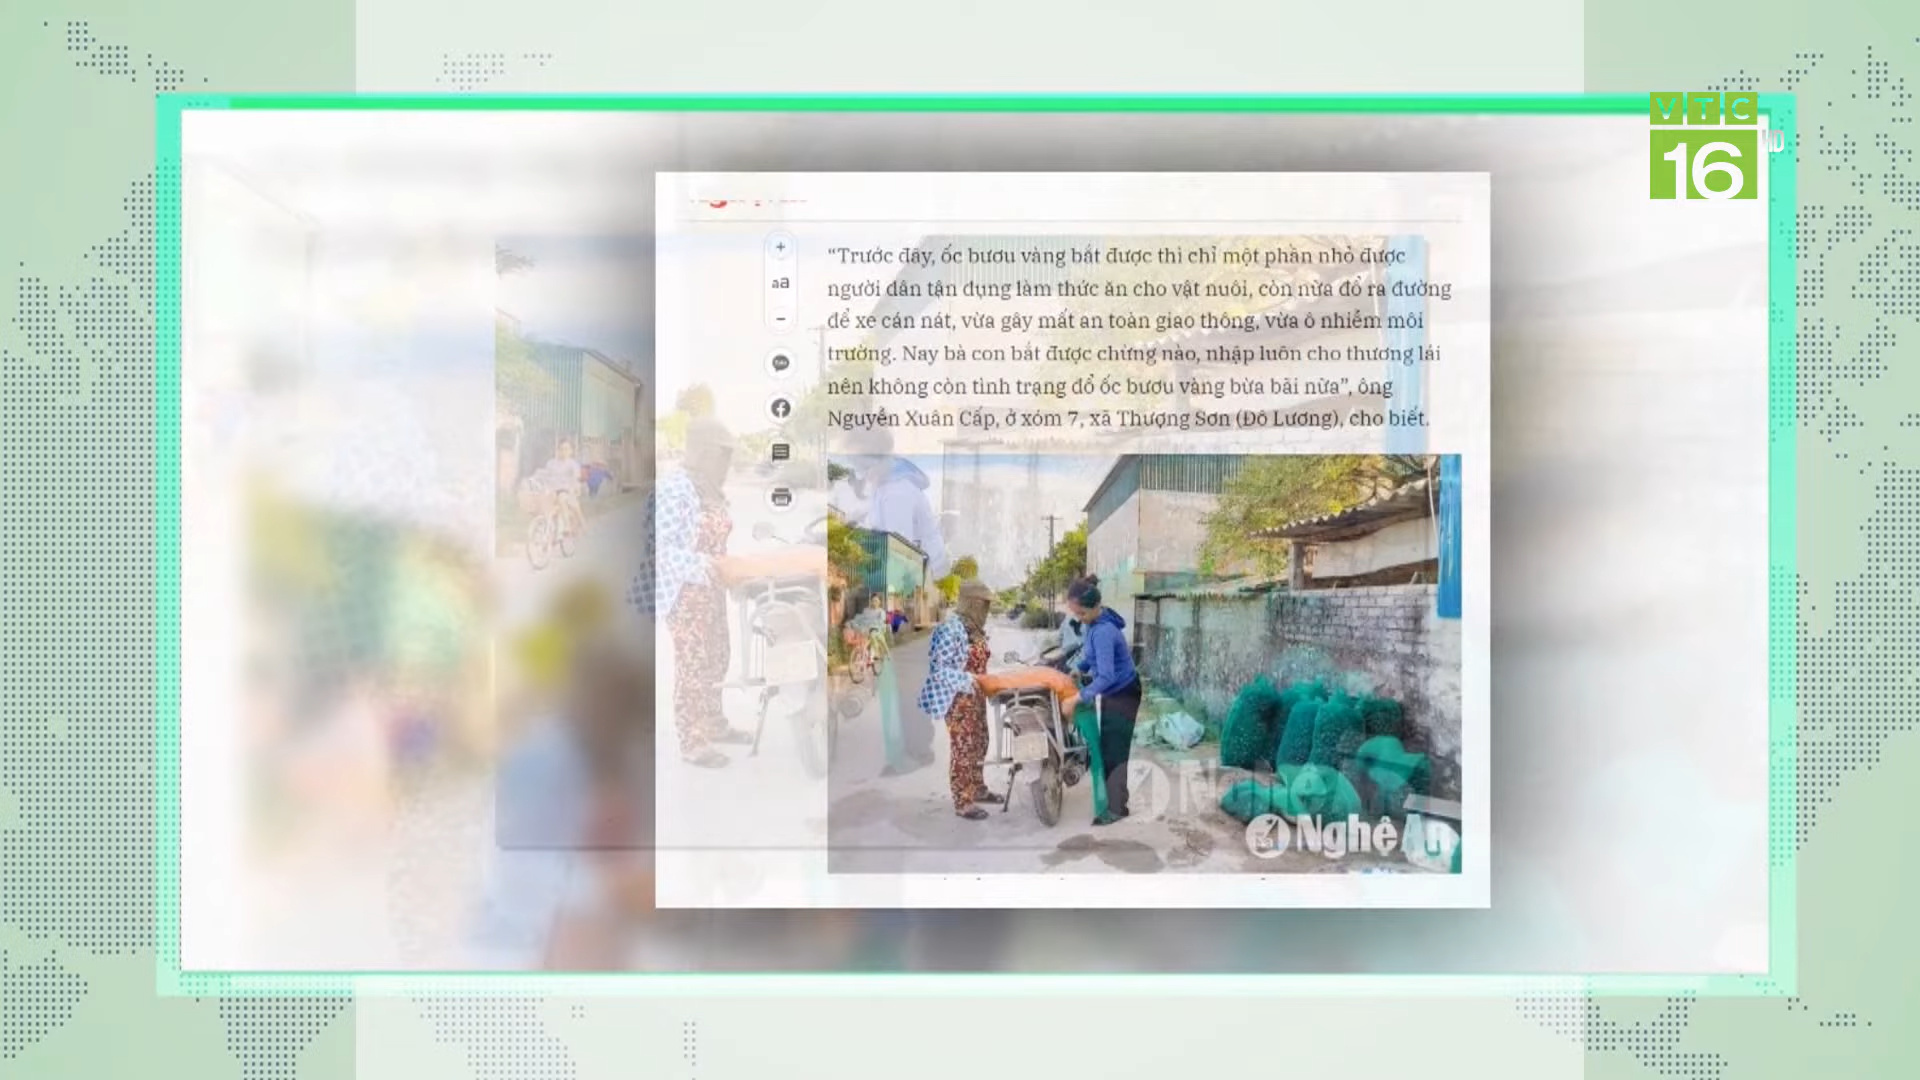 VTC
16
HD
“Trước đây, ốc bươu vàng bắt được thì chỉ một phần nhỏ được
người dân tận dụng làm thức ăn cho vật nuôi, còn nữa đổ ra đường
để xe cán nát, vừa gây mất an toàn giao thông, vừa ô nhiễm môi
trường. Nay bà con bắt được chừng nào, nhập luôn cho thương lái
nên không còn tình trạng đổ ốc bươu vàng bừa bãi nữa”, ông
Nguyễn Xuân Cấp, ở xóm 7, xã Thượng Sơn (Đô Lương), cho biết.
aa
Nghệ An
Nghệ An